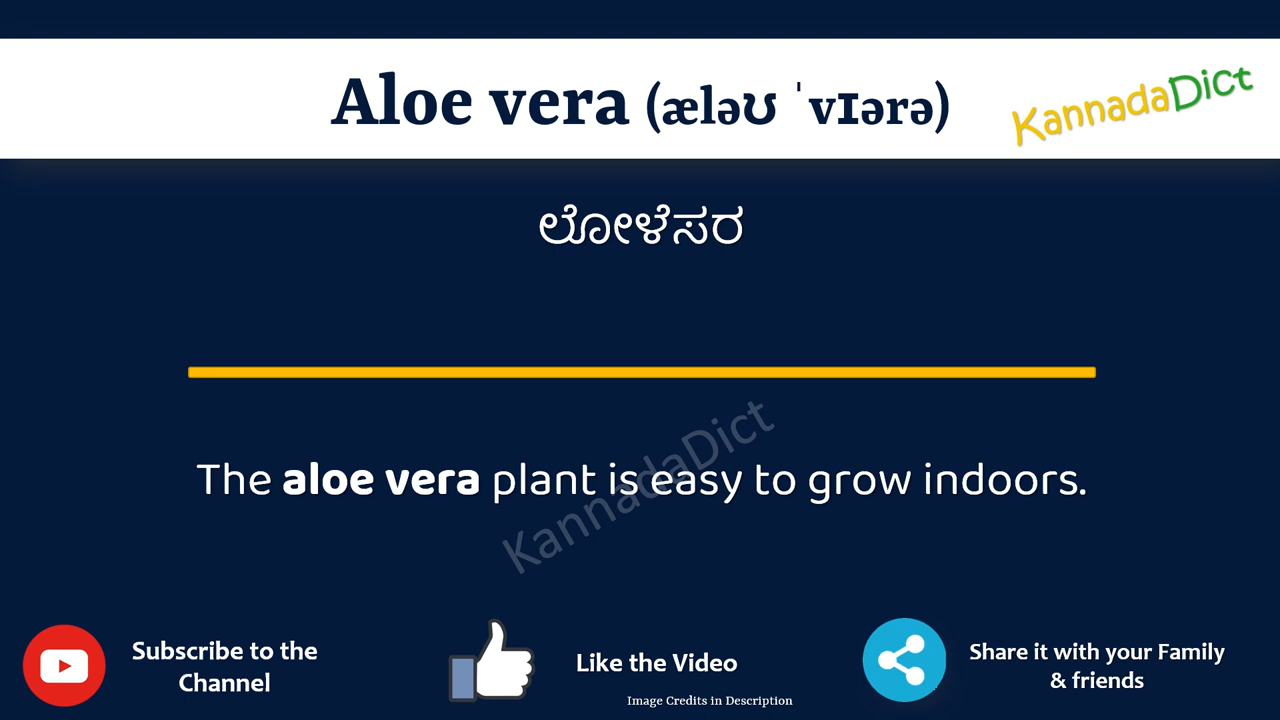 Aloe vera (æləʊ ˈvɪərə)
KannadaDict
ಲೋಳೆಸರ
The aloe vera plant is easy to grow indoors.
KannadaDict
Subscribe to the
Channel
Like the Video
Share it with your Family
& friends
Image Credits in Description